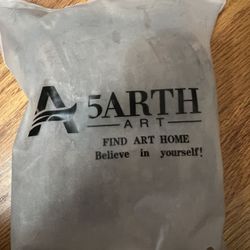 5ARTH
ART
FIND ART HOME
Believe in yourself!